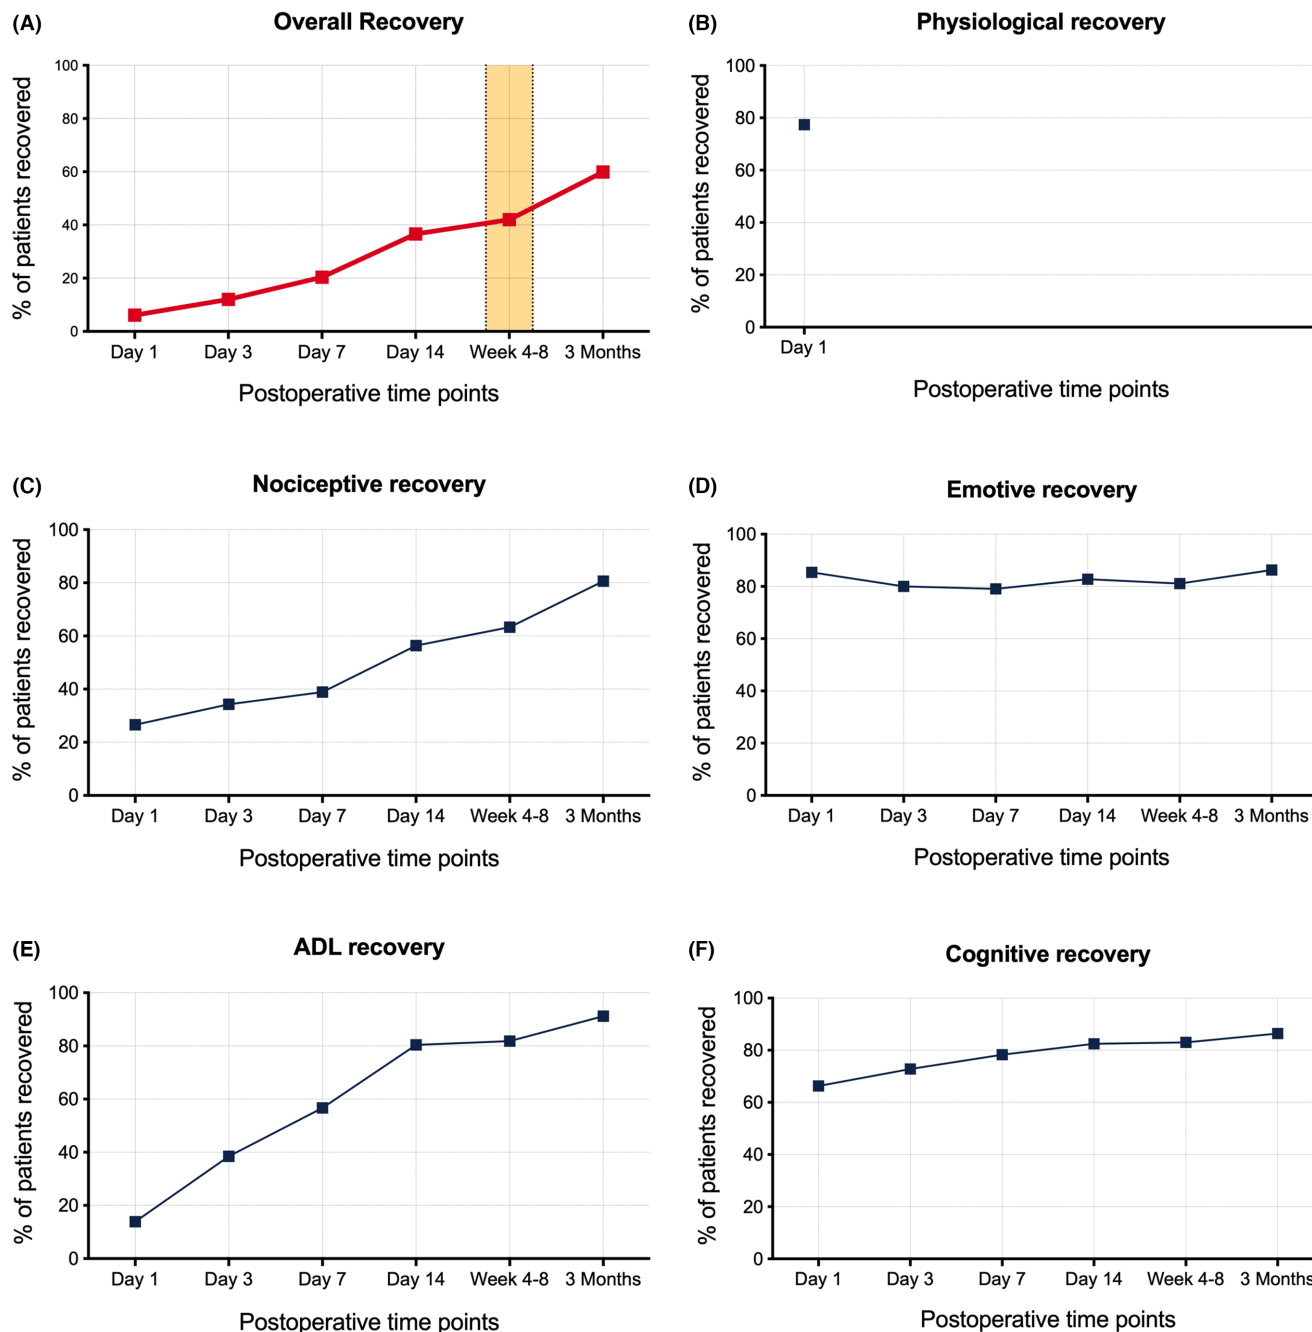 (A)
Overall Recovery
% of patients recovered
100
80
60
40
20
0
Day 1 Day 3 Day 7 Day 14 Week 4-8 3 Months
Postoperative time points
(B)
Physiological recovery
% of patients recovered
100
80
60
40
20
0
Day 1
Postoperative time points
(C)
Nociceptive recovery
% of patients recovered
100
80
60
40
20
0
Day 1 Day 3 Day 7 Day 14 Week 4-8 3 Months
Postoperative time points
(D)
Emotive recovery
% of patients recovered
100
80
60
40
20
0
Day 1 Day 3 Day 7 Day 14 Week 4-8 3 Months
Postoperative time points
(E)
ADL recovery
% of patients recovered
100
80
60
40
20
0
Day 1 Day 3 Day 7 Day 14 Week 4-8 3 Months
Postoperative time points
(F)
Cognitive recovery
% of patients recovered
100
80
60
40
20
0
Day 1 Day 3 Day 7 Day 14 Week 4-8 3 Months
Postoperative time points